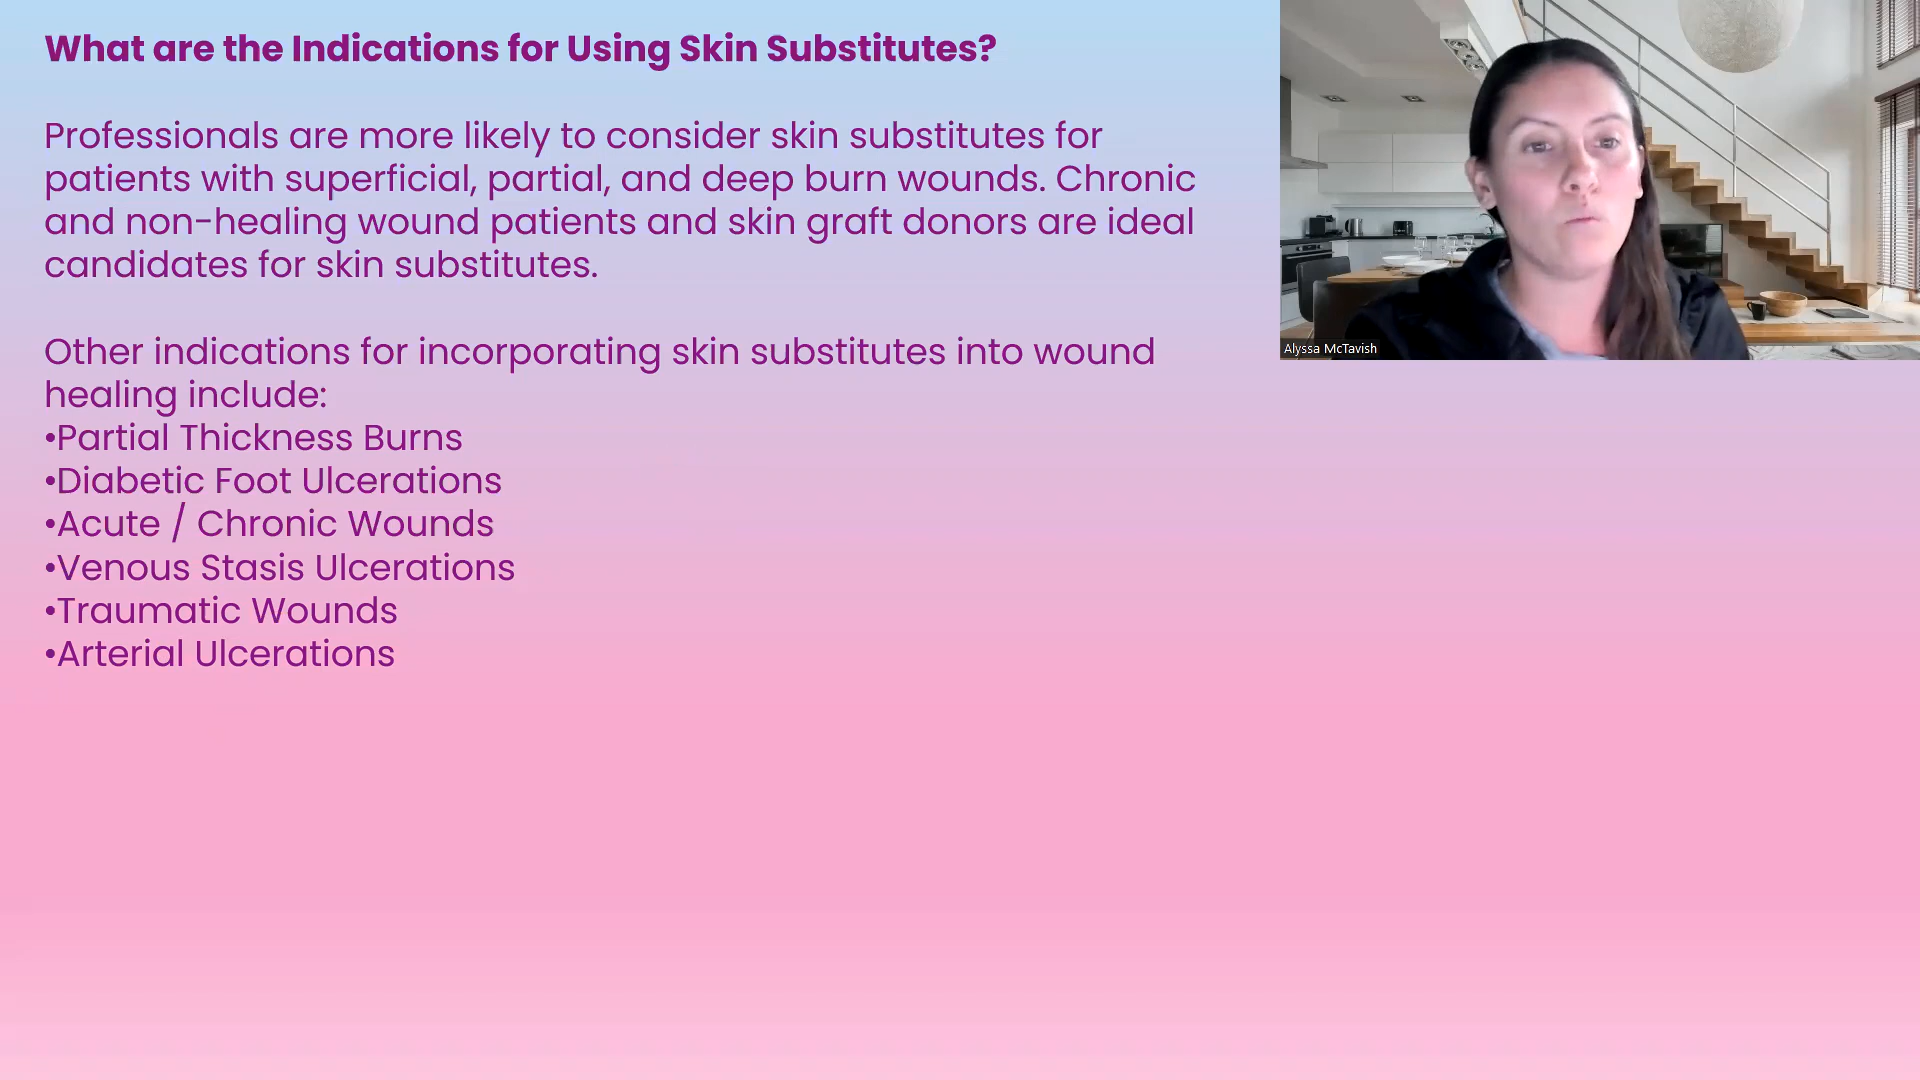 What are the Indications for Using Skin Substitutes?
Professionals are more likely to consider skin substitutes for
patients with superficial, partial, and deep burn wounds. Chronic
and non-healing wound patients and skin graft donors are ideal
candidates for skin substitutes.
Other indications for incorporating skin substitutes into wound
healing include:
•Partial Thickness Burns
•Diabetic Foot Ulcerations
•Acute / Chronic Wounds
•Venous Stasis Ulcerations
•Traumatic Wounds
•Arterial Ulcerations
Alyssa McTavish